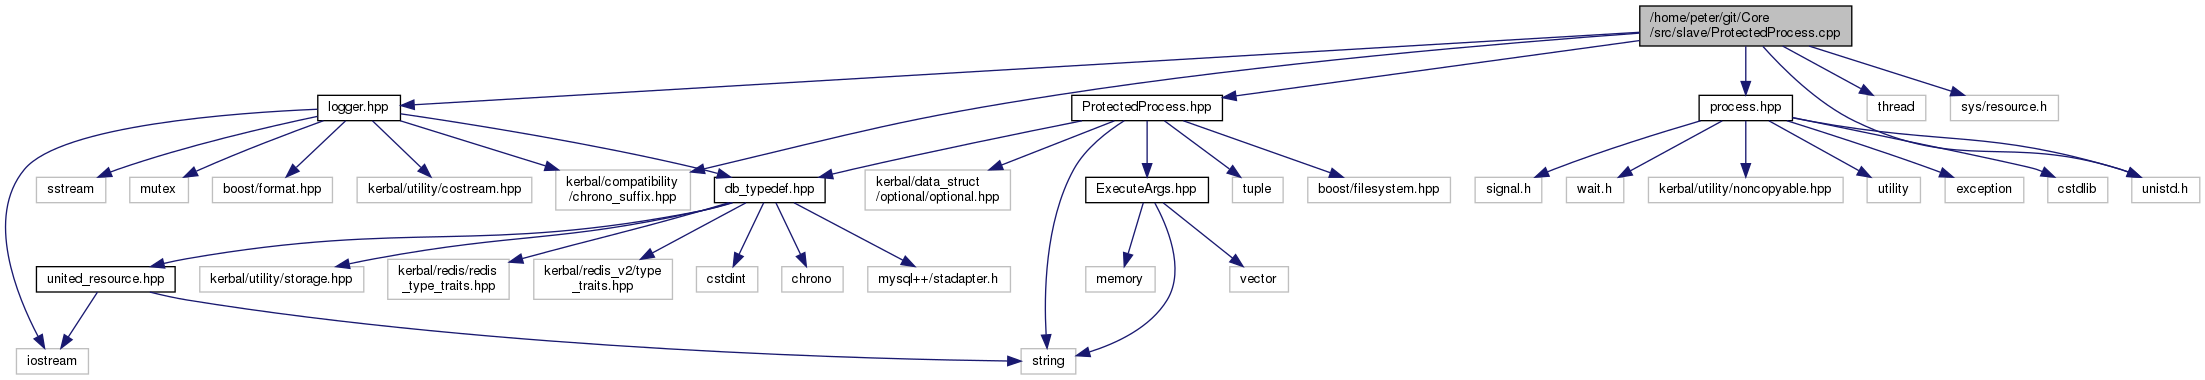 /home/peter/git/Core
/src/slave/ProtectedProcess.cpp
logger.hpp
ProtectedProcess.hpp
process.hpp
thread
sys/resource.h
sstream
mutex
boost/format.hpp
kerbal/utility/costream.hpp
kerbal/compatibility
/chrono_suffix.hpp
db_typedef.hpp
kerbal/data_struct
/optional/optional.hpp
ExecuteArgs.hpp
tuple
boost/filesystem.hpp
signal.h
wait.h
kerbal/utility/noncopyable.hpp
utility
exception
cstdlib
unistd.h
united_resource.hpp
kerbal/utility/storage.hpp
kerbal/redis/redis
_type_traits.hpp
kerbal/redis_v2/type
_traits.hpp
cstdint
chrono
mysql++/stadapter.h
memory
vector
iostream
string